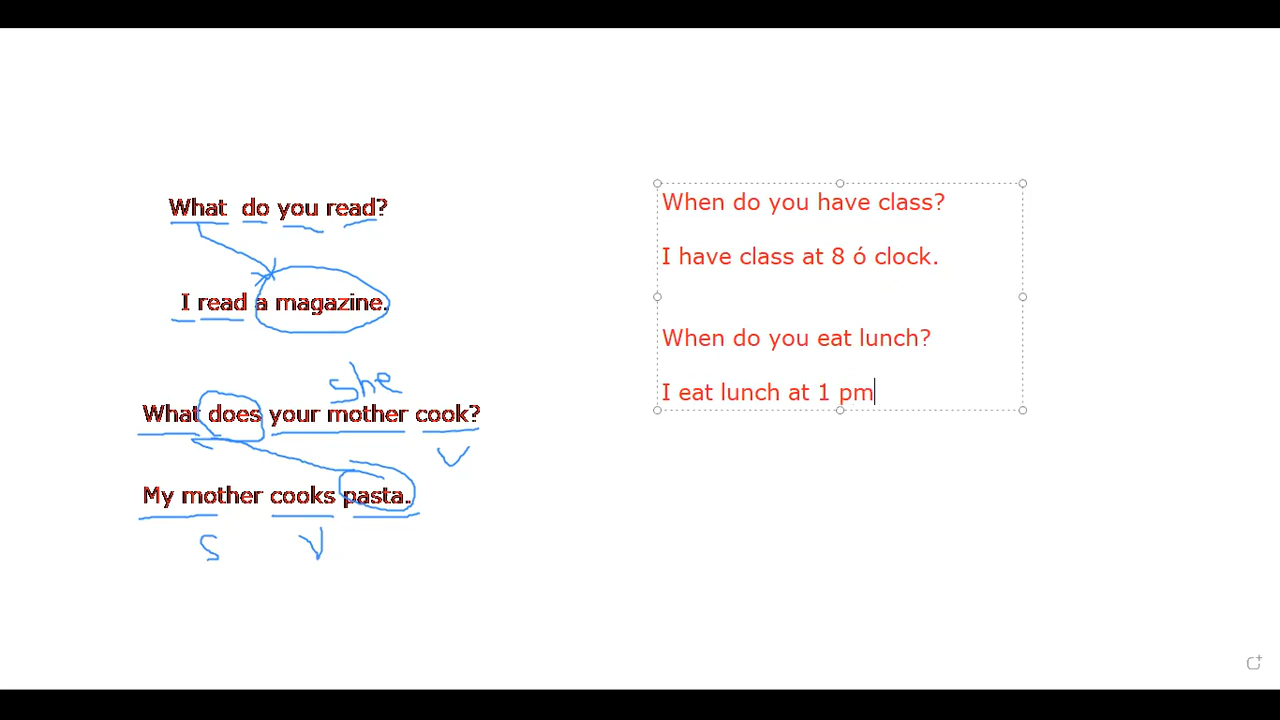 What do you read?
I read a magazine.
she
What does your mother cook?
V
My mother cooks pasta.
S V
When do you have class?
I have class at 8 ó clock.
When do you eat lunch?
I eat lunch at 1 pm